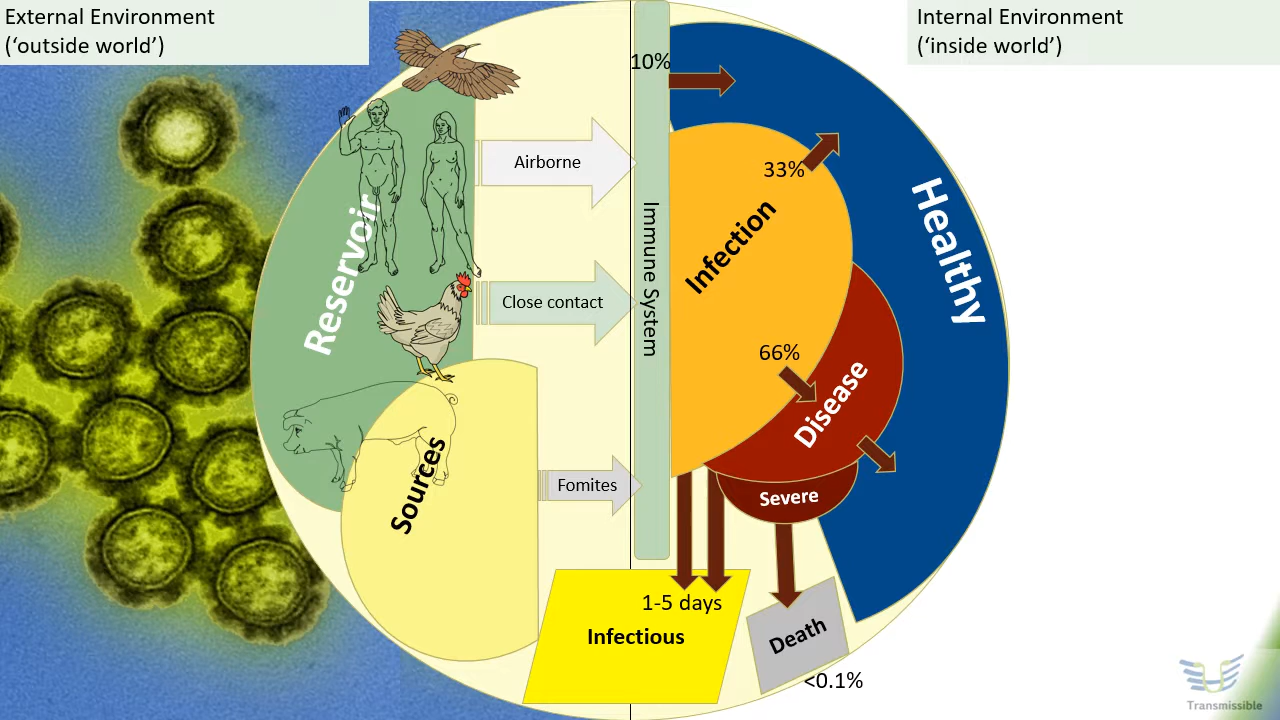 External Environment
(‘outside world’)
Internal Environment
(‘inside world’)
10%
Airborne
33%
Reservoir
Immune System
Infection
Healthy
Close contact
66%
Disease
Sources
Fomites
Severe
1-5 days
Infectious
Death
<0.1%
Transmissible